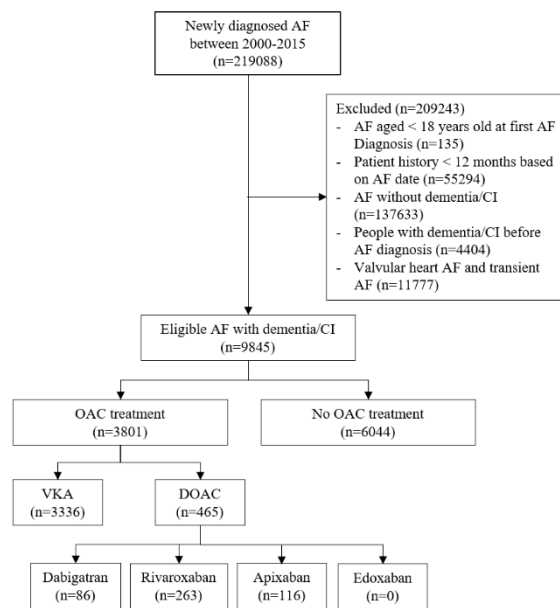 Newly diagnosed AF
between 2000-2015
(n=219088)
Excluded (n=209243)
- AF aged < 18 years old at first AF
Diagnosis (n=135)
- Patient history < 12 months based
on AF date (n=55294)
- AF without dementia/CI
(n=137633)
- People with dementia/CI before
AF diagnosis (n=4404)
- Valvular heart AF and transient
AF (n=11777)
Eligible AF with dementia/CI
(n=9845)
OAC treatment
(n=3801)
No OAC treatment
(n=6044)
VKA
(n=3336)
DOAC
(n=465)
Dabigatran
(n=86)
Rivaroxaban
(n=263)
Apixaban
(n=116)
Edoxaban
(n=0)